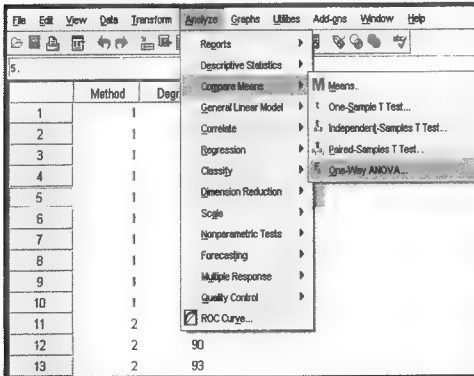 File Edit View Data Transform Analyze Graphs Utilities Add-ons Window Help
5.
Method Degr
1 1
2 1
3 1
4 1
5 1
6 1
7 1
8 1
9 1
10 1
11 2
12 2 90
13 2 93
Reports
Descriptive Statistics
Compare Means
General Linear Model
Correlate
Regression
Classify
Dimension Reduction
Scale
Nonparametric Tests
Forecasting
Multiple Response
Quality Control
ROC Curve...
M Means..
t One-Sample T Test...
Independent-Samples T Test...
Paired-Samples T Test...
One-Way ANOVA...